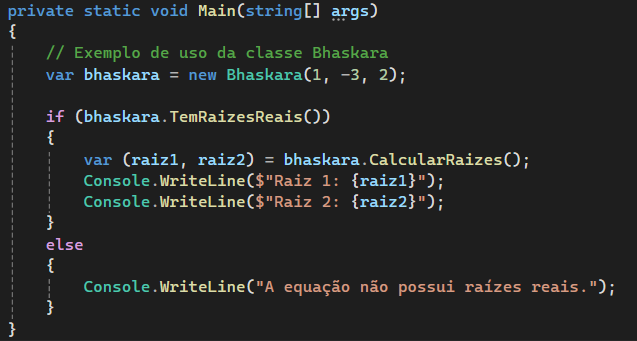 private static void Main(string[] args)
{
// Exemplo de uso da classe Bhaskara
var bhaskara = new Bhaskara(1, -3, 2);
if (bhaskara.TemRaizesReais())
{
var (raiz1, raiz2) = bhaskara.CalcularRaizes();
Console.WriteLine($"Raiz 1: {raiz1}");
Console.WriteLine($"Raiz 2: {raiz2}");
}
else
{
Console.WriteLine("A equação não possui raízes reais.");
}
}